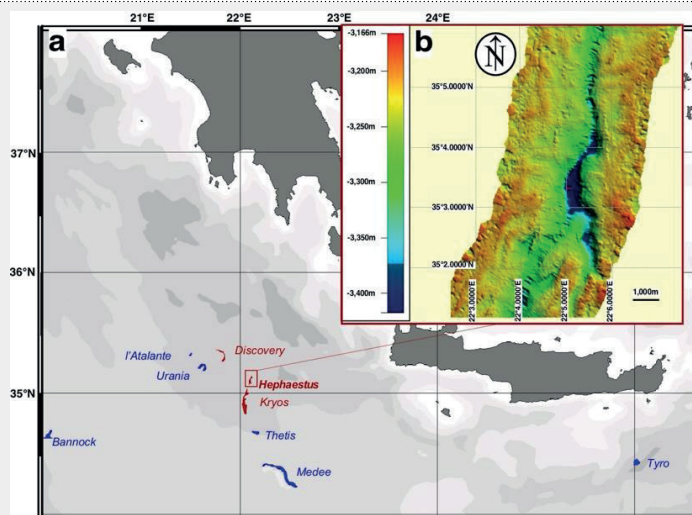 21°E
22°E
23°E
24°E
a
37°N
36°N
35°N
l'Atalante
Discovery
Urania
Hephaestus
Kryos
Bannock
Thetis
Medee
Tyro
b
N
-3,166m
-3,200m
-3,250m
-3,350m
-3,400m
35°5.0000'N
35°4.0000'N
35°3.0000'N
35°2.0000'N
22°3.0000'E
22°4.0000'E
22°5.0000'E
22°6.0000'E
1,000m